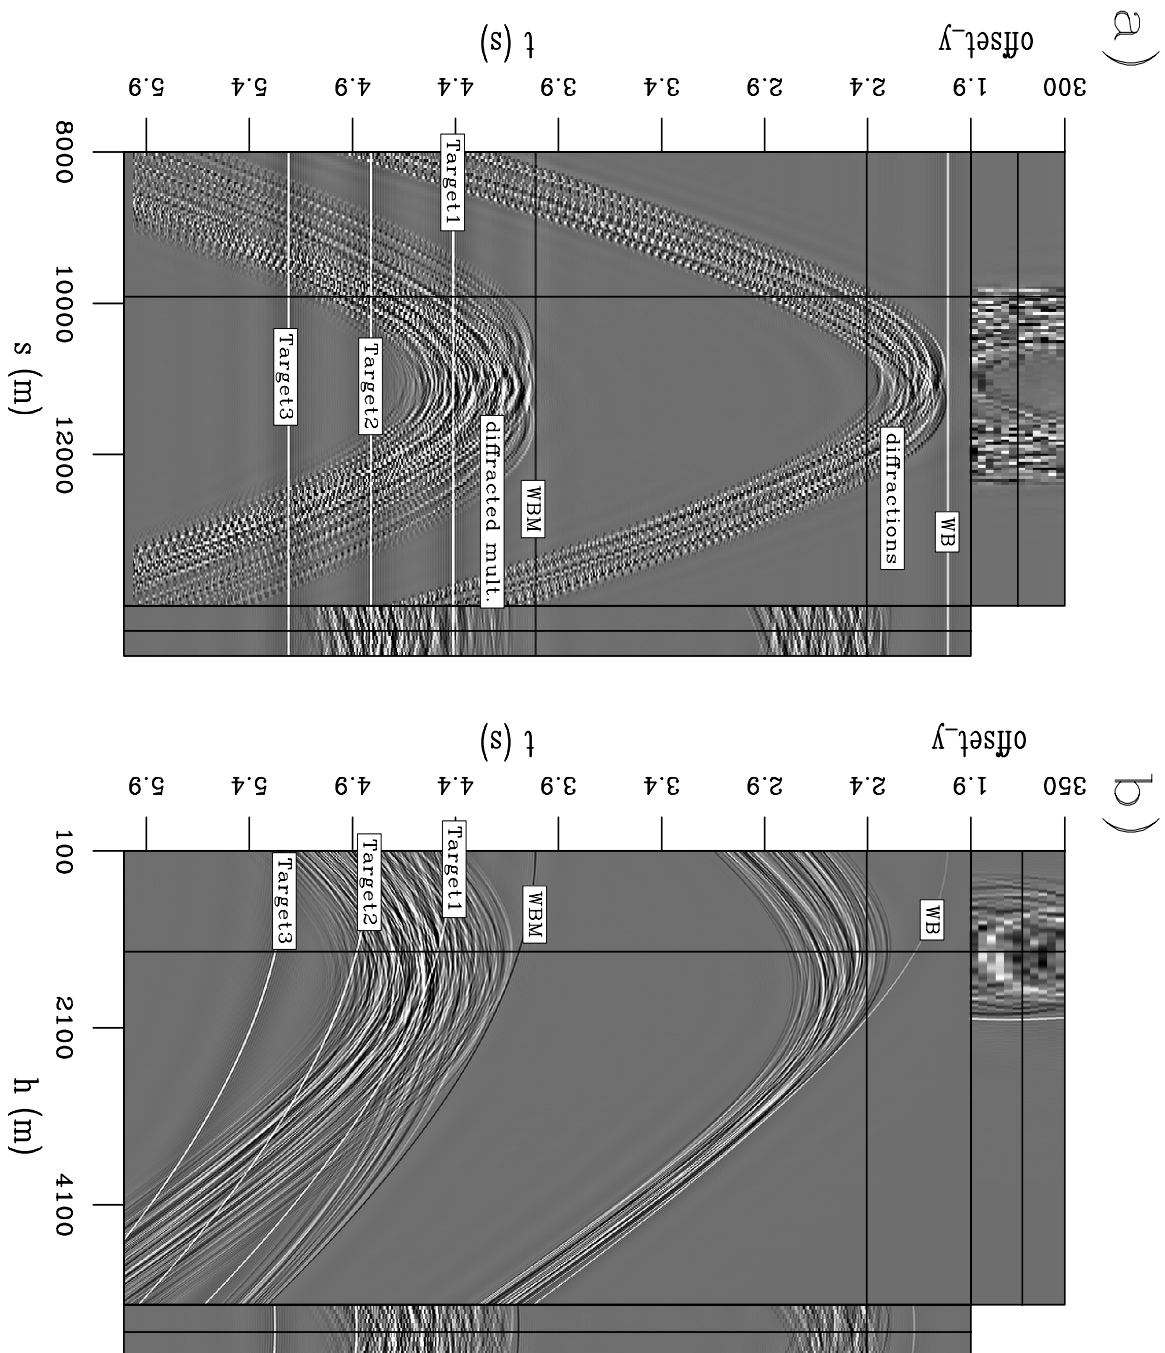 a)
offset_y
t (s)
300
1.9
2.4
2.9
3.4
3.9
4.4
4.9
5.4
5.9
8000
10000
12000
s (m)
WB
diffractions
WBM
diffracted mult.
Target1
Target2
Target3
b)
offset_y
t (s)
350
1.9
2.4
2.9
3.4
3.9
4.4
4.9
5.4
5.9
100
2100
4100
h (m)
WB
WBM
Target1
Target2
Target3